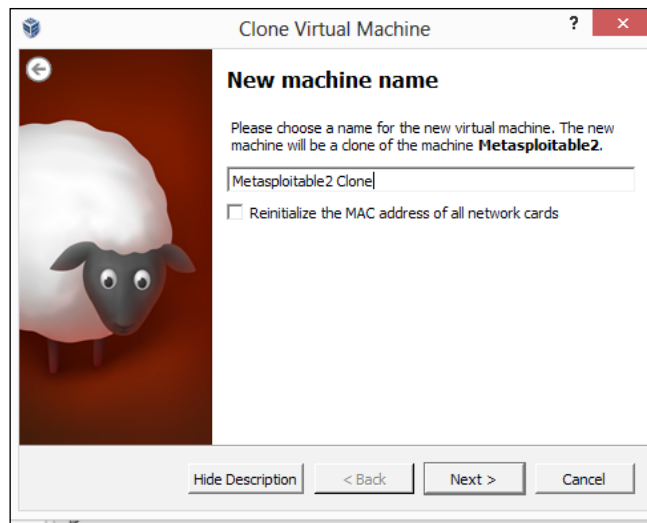 Clone Virtual Machine
?
New machine name
Please choose a name for the new virtual machine. The new
machine will be a clone of the machine Metasploitable2.
Metasploitable2 Clone
Reinitialize the MAC address of all network cards
Hide Description
< Back
Next >
Cancel